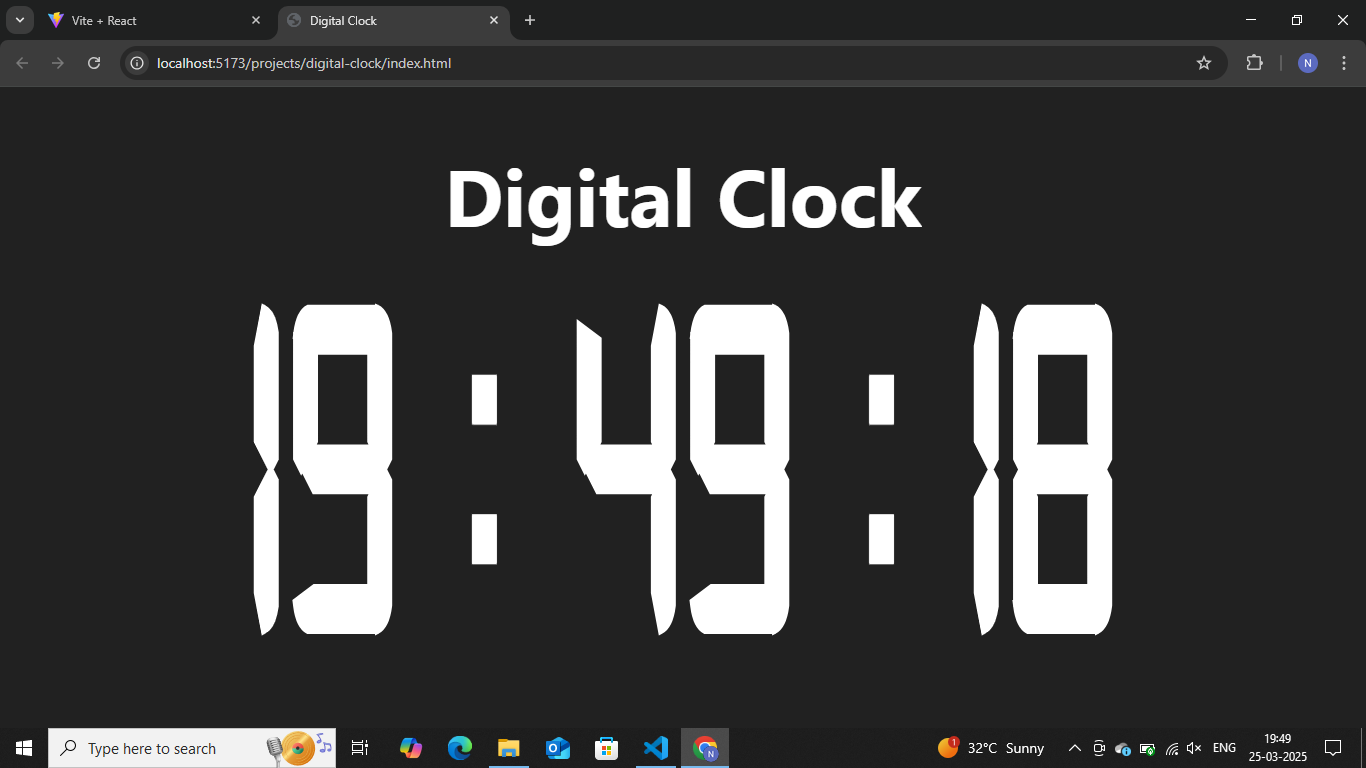 Vite + React
Digital Clock
localhost:5173/projects/digital-clock/index.html
N
Digital Clock
19 : 49 : 18
Type here to search
N
1
32°C Sunny
ENG
19:49
25-03-2025